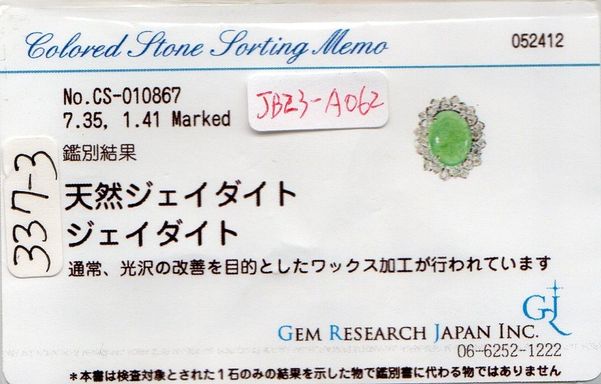 Colored Stone Sorting Memo
052412
No.CS-010867
7.35, 1.41 Marked
JBZ3-A062
鑑別結果
337-3
天然ジェイダイト
ジェイダイト
通常、光沢の改善を目的としたワックス加工が行われています
GJ
GEM RESEARCH JAPAN INC.
06-6252-1222
*本書は検査対象とされた1石のみの結果を示した物で鑑別書に代わる物ではありません